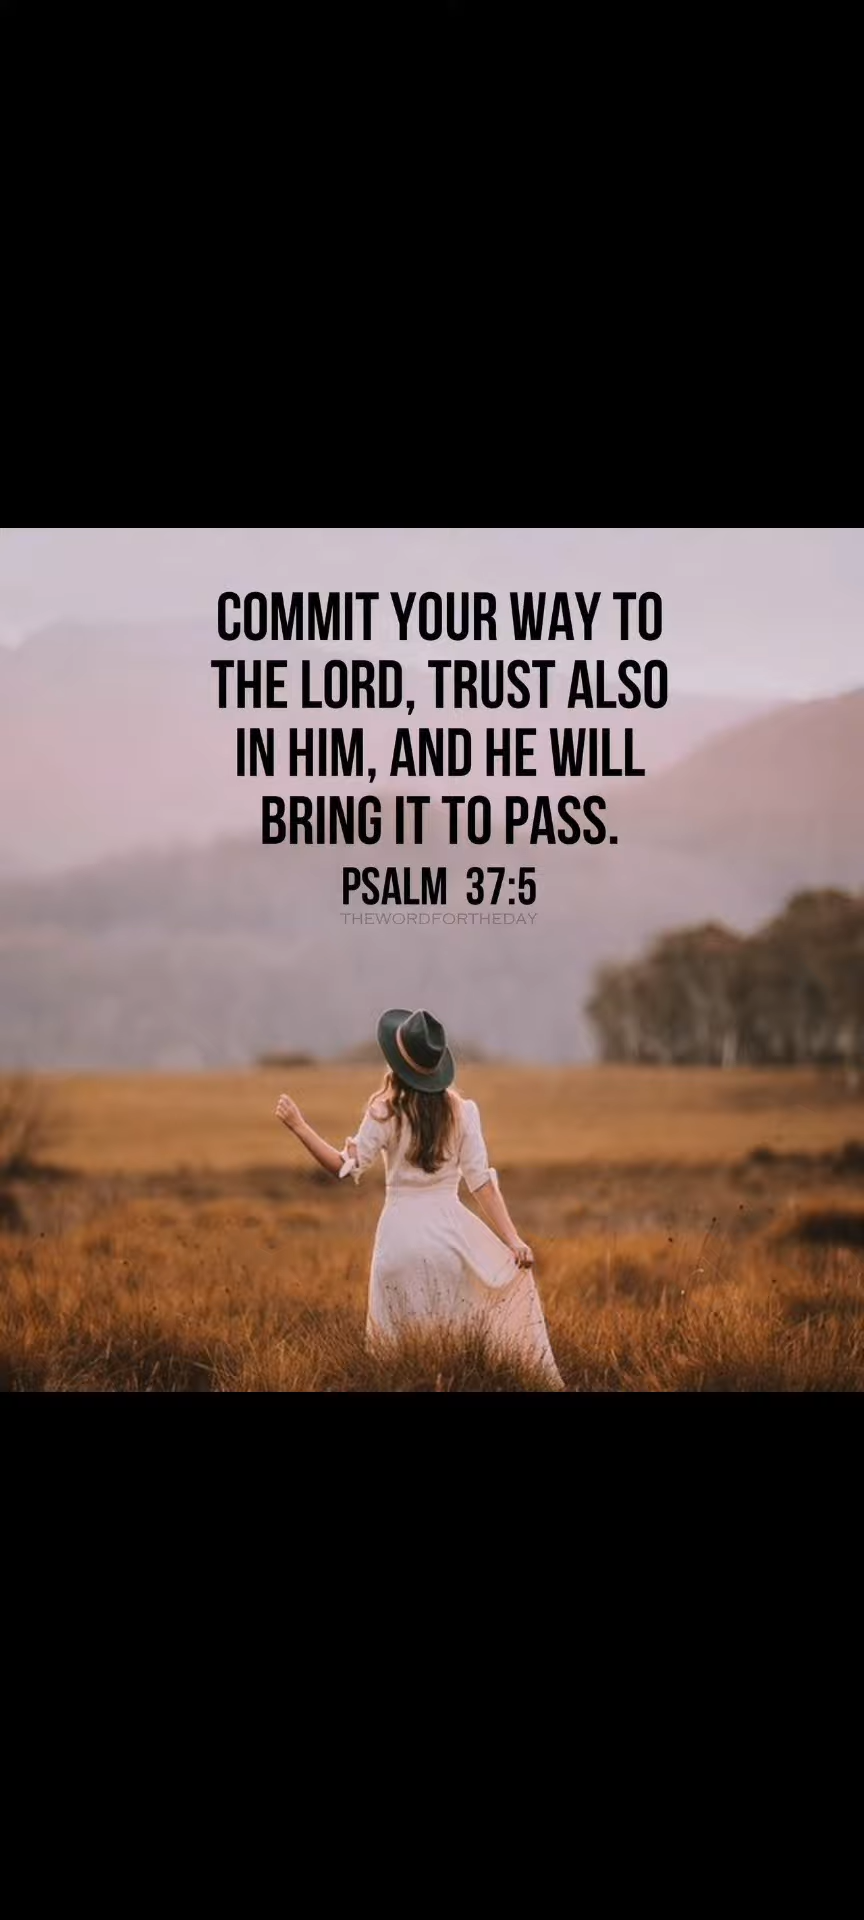 COMMIT YOUR WAY TO
THE LORD, TRUST ALSO
IN HIM, AND HE WILL
BRING IT TO PASS.
PSALM 37:5
THEWORDFORTHEDAY